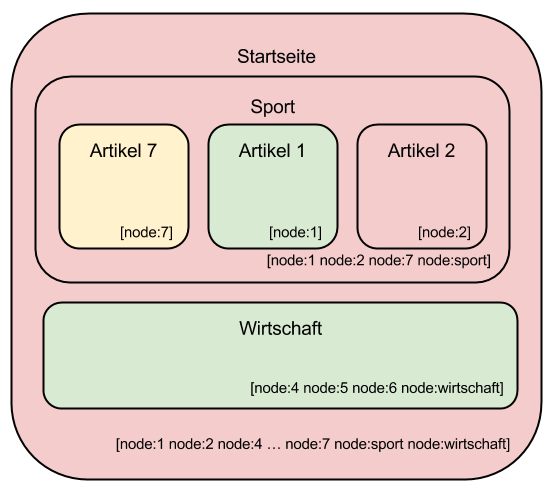 Startseite
Sport
Artikel 7
Artikel 1
Artikel 2
[node:7]
[node:1]
[node:2]
[node:1 node:2 node:7 node:sport]
Wirtschaft
[node:4 node:5 node:6 node:wirtschaft]
[node:1 node:2 node:4 … node:7 node:sport node:wirtschaft]